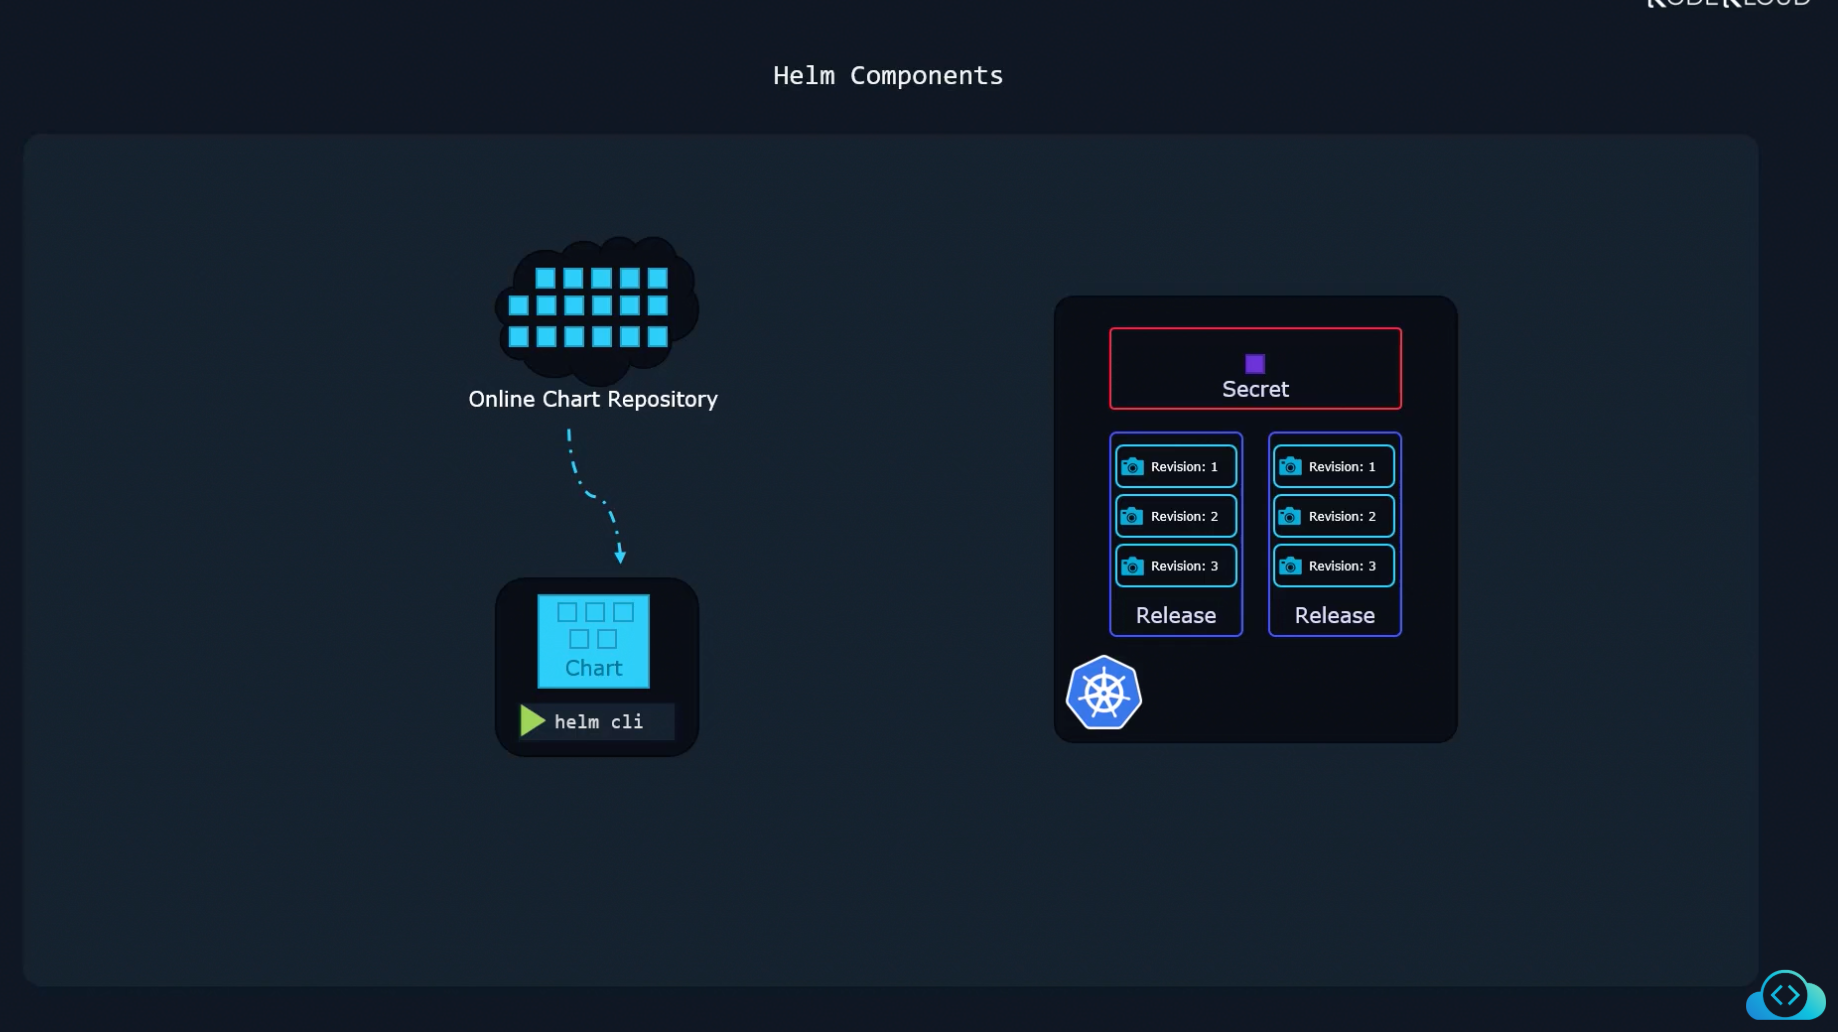 KODEKLOUD
Helm Components
Online Chart Repository
Chart
helm cli
Secret
Revision: 1
Revision: 2
Revision: 3
Release
Revision: 1
Revision: 2
Revision: 3
Release